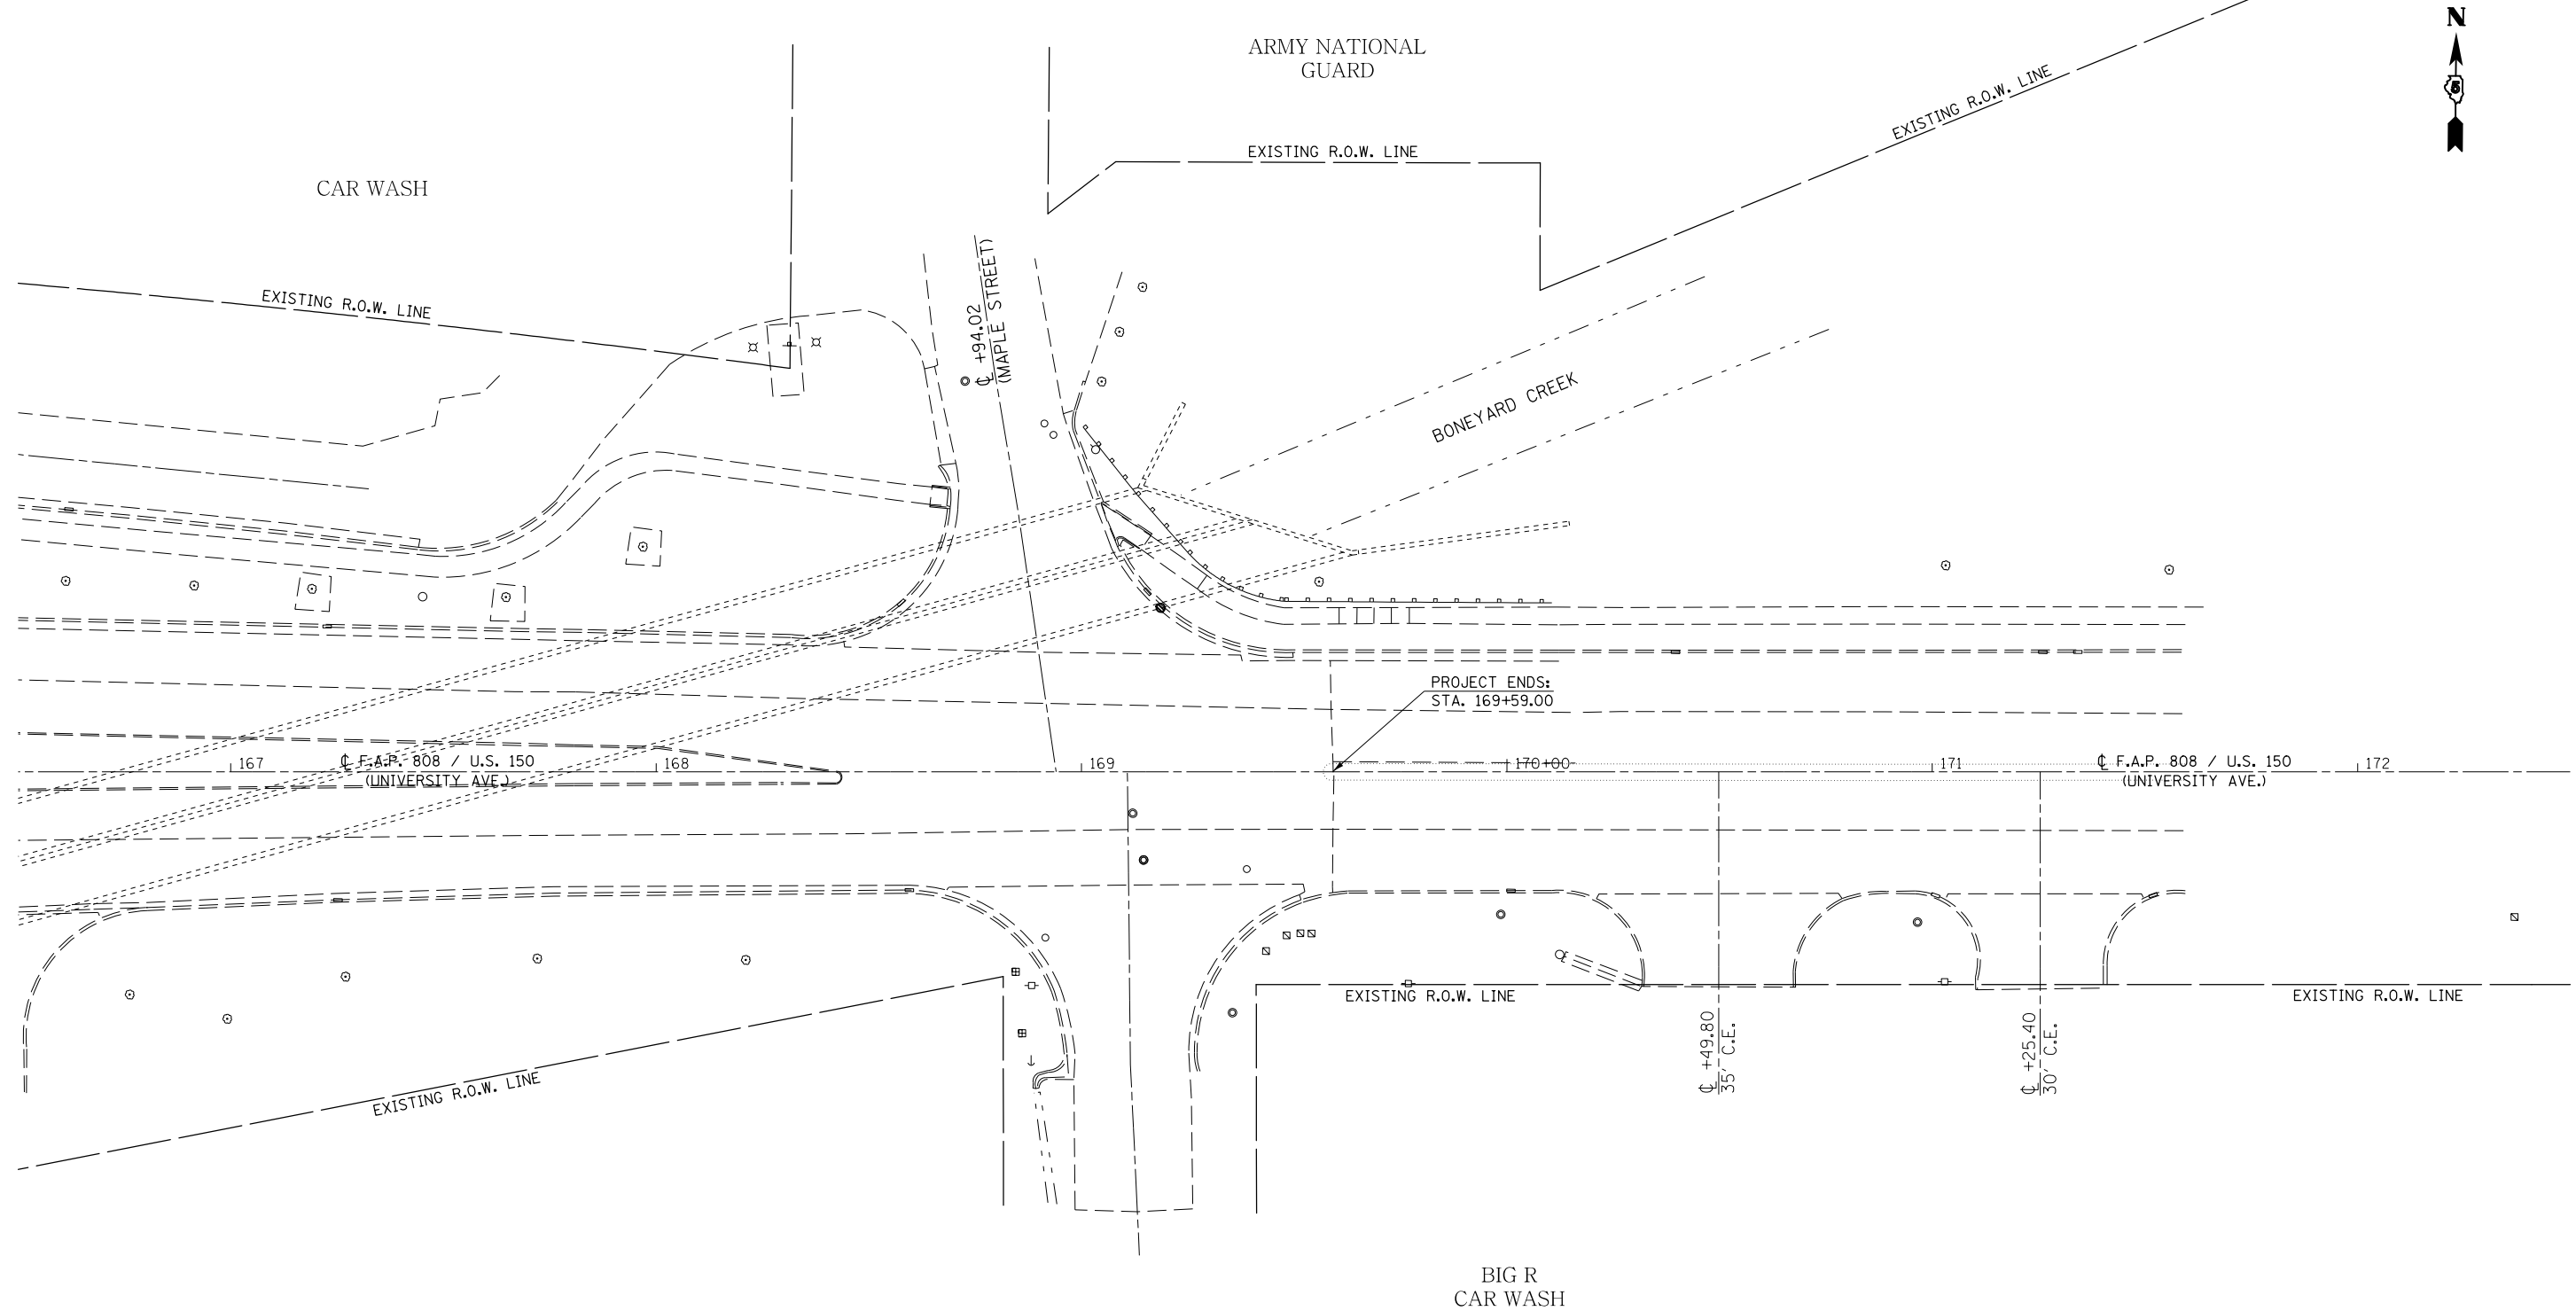 N
5
ARMY NATIONAL
GUARD
EXISTING R.O.W. LINE
EXISTING R.O.W. LINE
CAR WASH
EXISTING R.O.W. LINE
℄ +94.02
(MAPLE STREET)
BONEYARD CREEK
PROJECT ENDS:
STA. 169+59.00
167
℄ F.A.P. 808 / U.S. 150
(UNIVERSITY AVE.)
168
169
170+00
171
℄ F.A.P. 808 / U.S. 150
(UNIVERSITY AVE.)
172
EXISTING R.O.W. LINE
EXISTING R.O.W. LINE
℄ +49.80
35' C.E.
℄ +25.40
30' C.E.
EXISTING R.O.W. LINE
BIG R
CAR WASH